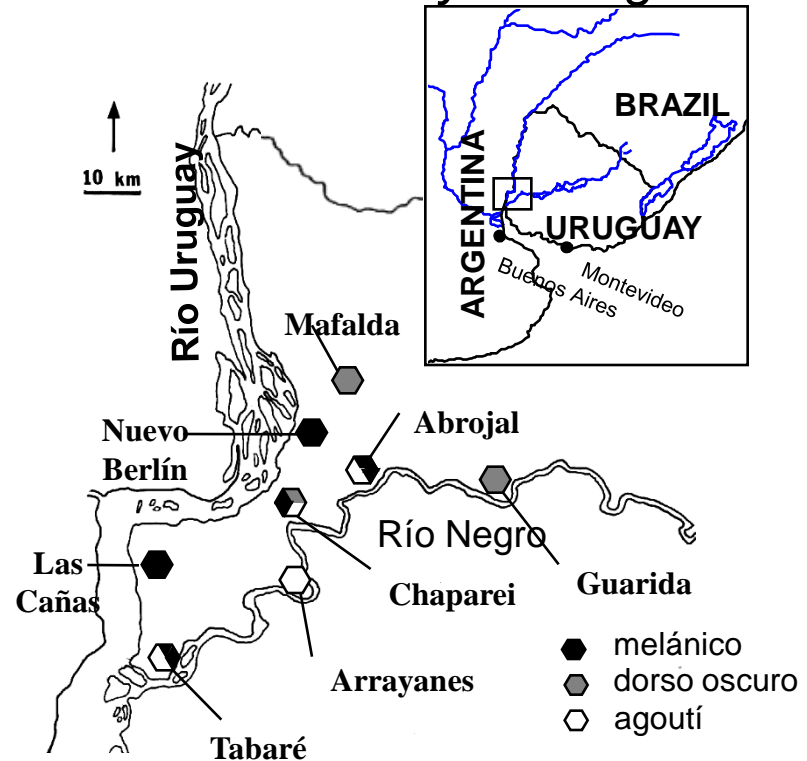 BRAZIL
ARGENTINA
URUGUAY
Buenos Aires
Montevideo
10 km
Río Uruguay
Mafalda
Nuevo
Berlín
Abrojal
Río Negro
Las
Cañas
Chaparei
Guarida
Arrayanes
Tabaré
melánico
dorso oscuro
agoutí